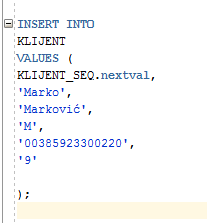 INSERT INTO
KLIJENT
VALUES (
KLIJENT_SEQ.nextval,
'Marko',
'Marković',
'M',
'00385923300220',
'9'
);